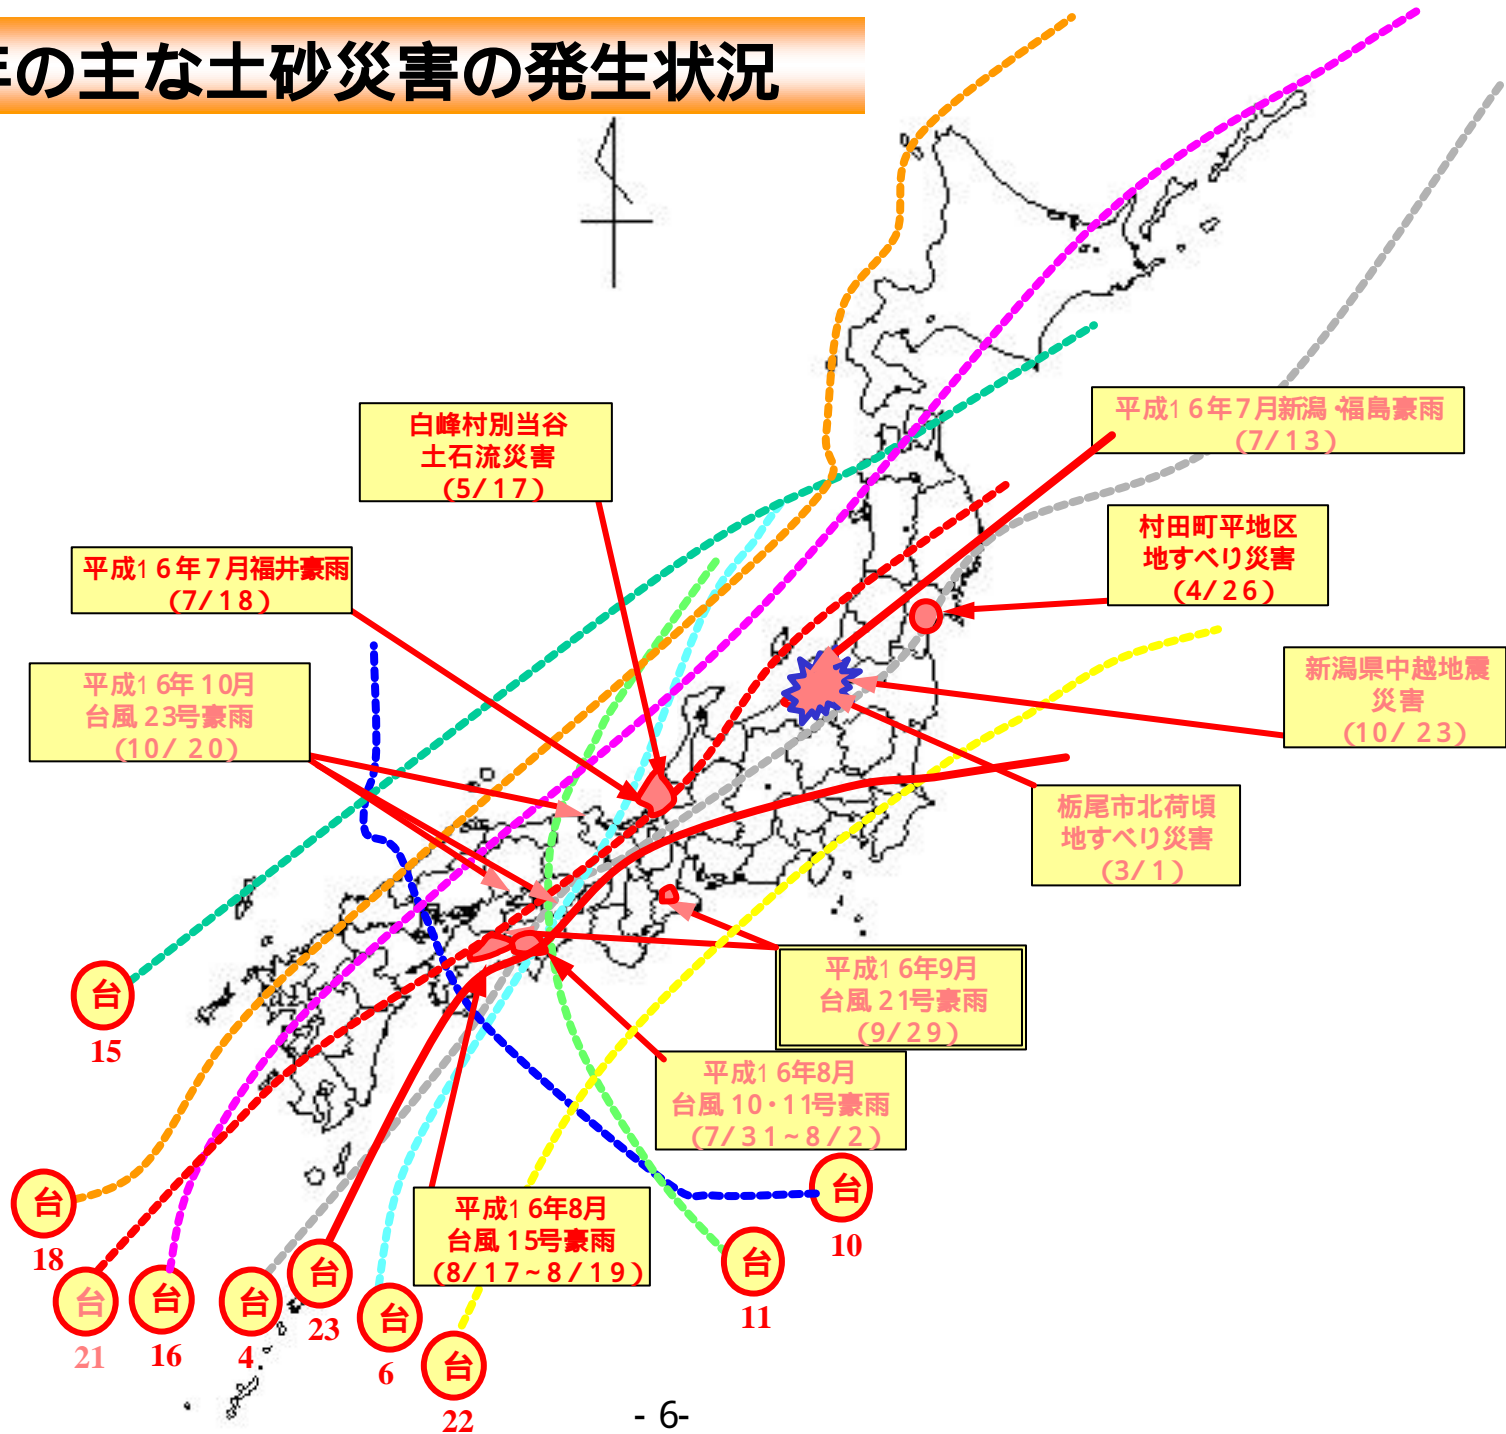 年の主な土砂災害の発生状況
平成16年7月新潟・福島豪雨
(7/13)
白峰村別当谷
土石流災害
(5/17)
村田町平地区
地すべり災害
(4/26)
平成16年7月福井豪雨
(7/18)
新潟県中越地震
災害
(10/23)
平成16年10月
台風23号豪雨
(10/20)
栃尾市北荷頃
地すべり災害
(3/1)
平成16年9月
台風21号豪雨
(9/29)
平成16年8月
台風10・11号豪雨
(7/31~8/2)
平成16年8月
台風15号豪雨
(8/17~8/19)
台
15
台
18
台
21
台
16
台
4
台
23
台
6
台
22
台
11
台
10
- 6-